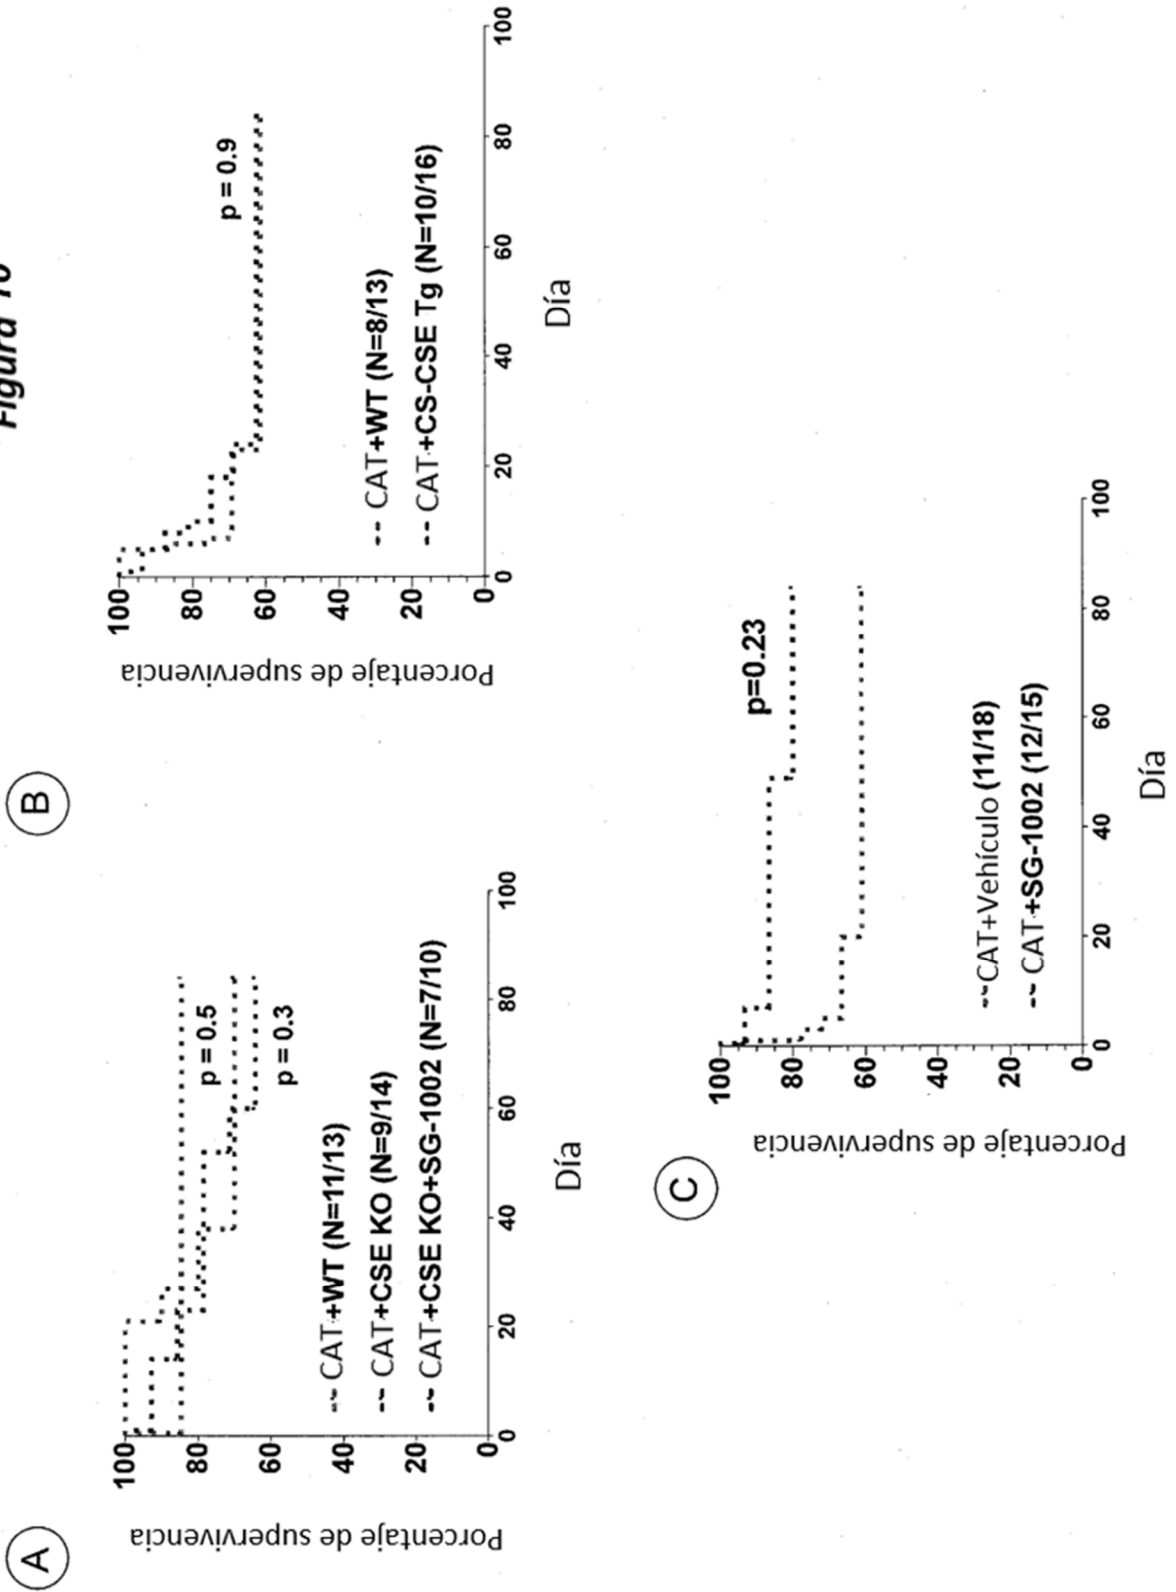 Figura 10
A
Porcentaje de supervivencia
100
80
60
40
20
0
p = 0.5
p = 0.3
CAT+WT (N=11/13)
CAT+CSE KO (N=9/14)
CAT+CSE KO+SG-1002 (N=7/10)
0 20 40 60 80 100
Día
B
Porcentaje de supervivencia
100
80
60
40
20
0
p = 0.9
CAT+WT (N=8/13)
CAT+CS-CSE Tg (N=10/16)
0 20 40 60 80 100
Día
C
Porcentaje de supervivencia
100
80
60
40
20
0
p=0.23
CAT+Vehículo (11/18)
CAT+SG-1002 (12/15)
0 20 40 60 80 100
Día